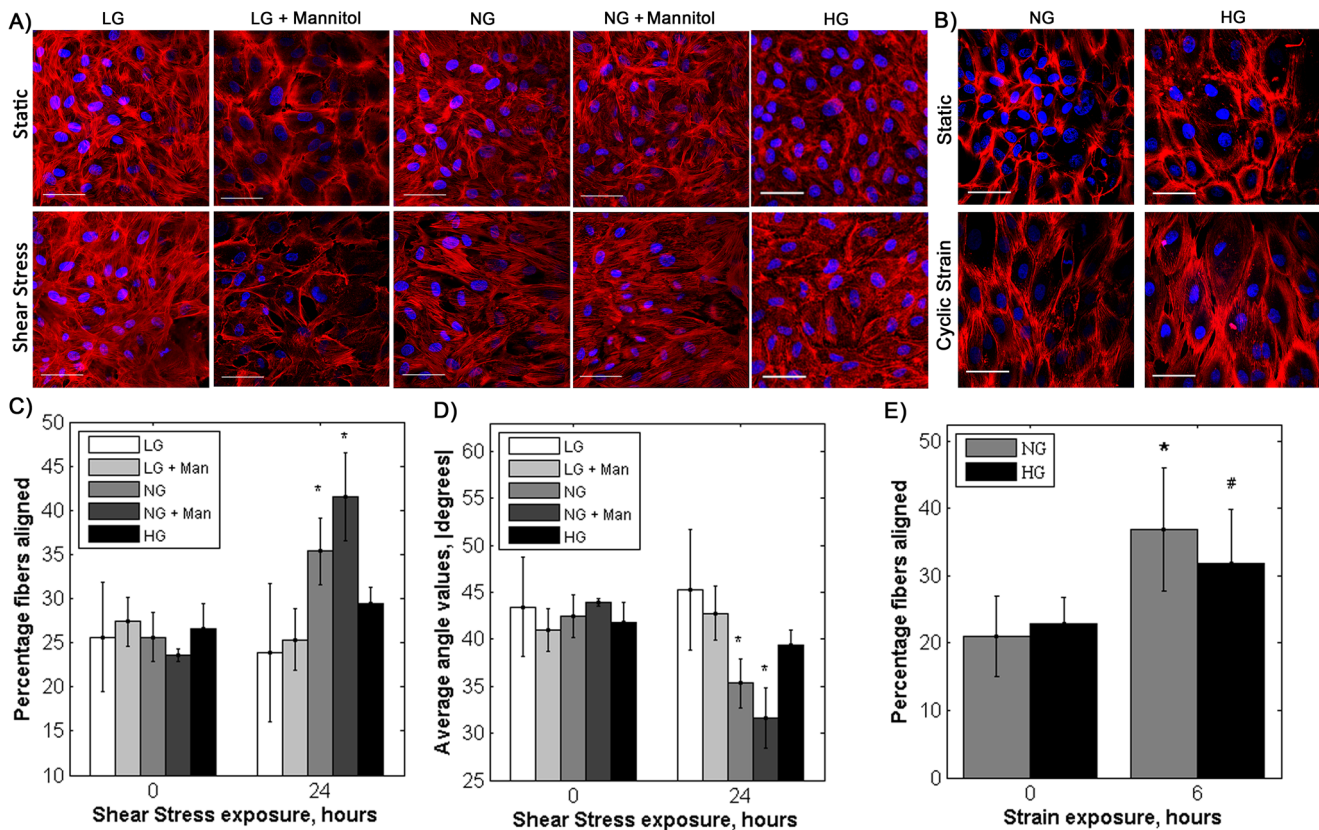 A)
LG
LG + Mannitol
NG
NG + Mannitol
HG
Static
Shear Stress
B)
NG
HG
Static
Cyclic Strain
C)
Percentage fibers aligned
50
45
40
35
30
25
20
15
10
LG
LG + Man
NG
NG + Man
HG
*
*
0
24
Shear Stress exposure, hours
D)
Average angle values, |degrees|
60
55
50
45
40
35
30
25
LG
LG + Man
NG
NG + Man
HG
*
*
0
24
Shear Stress exposure, hours
E)
Percentage fibers aligned
50
40
30
20
10
0
NG
HG
*
#
0
6
Strain exposure, hours